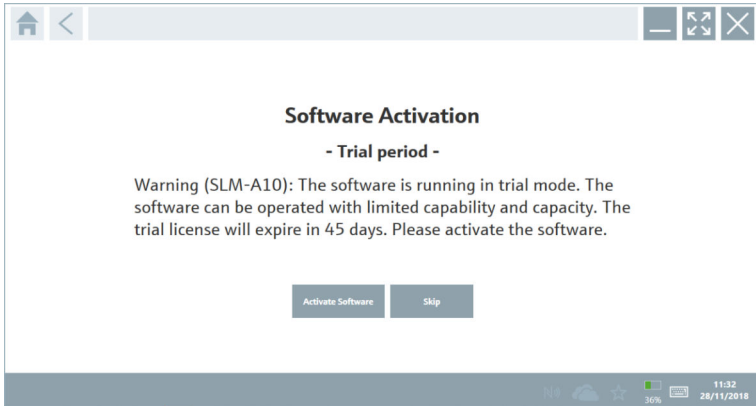 Software Activation
- Trial period -
Warning (SLM-A10): The software is running in trial mode. The
software can be operated with limited capability and capacity. The
trial license will expire in 45 days. Please activate the software.
Activate Software Skip
36%
11:32
28/11/2018